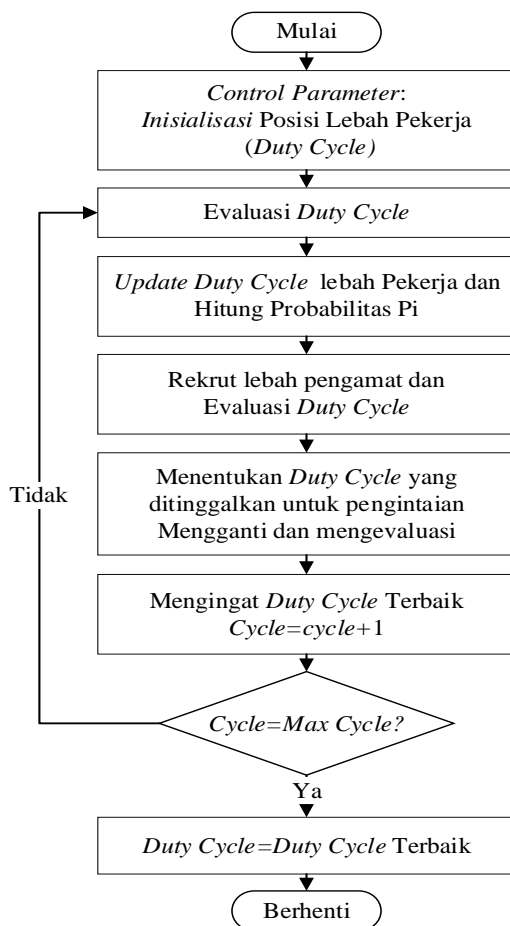 Mulai
Control Parameter:
Inisialisasi Posisi Lebah Pekerja
(Duty Cycle)
Evaluasi Duty Cycle
Update Duty Cycle lebah Pekerja dan
Hitung Probabilitas Pi
Rekrut lebah pengamat dan
Evaluasi Duty Cycle
Menentukan Duty Cycle yang
ditinggalkan untuk pengintaian
Mengganti dan mengevaluasi
Tidak
Mengingat Duty Cycle Terbaik
Cycle=cycle+1
Cycle=Max Cycle?
Ya
Duty Cycle=Duty Cycle Terbaik
Berhenti